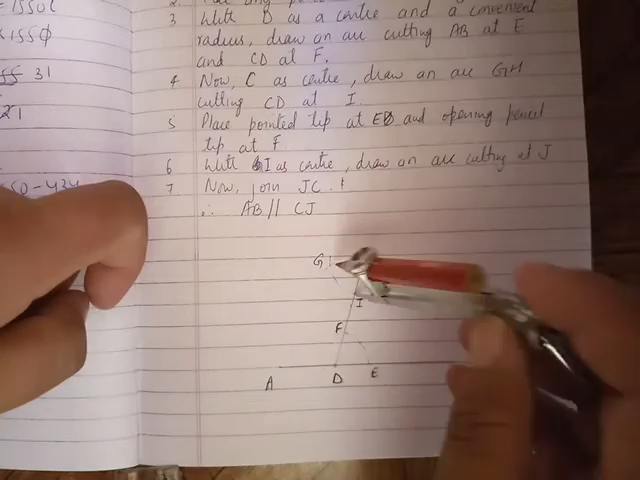 3 With D as a centre and a convenient
radius, draw an arc cutting AB at E
and CD at F.
4 Now, C as centre, draw an arc GH
cutting CD at I.
5 Place pointed tip at E and opening pencil
tip at F
6 With I as centre, draw an arc cutting at J
7 Now, join JC.
∴ AB // CJ
31
21
G
I
F
A
D
E